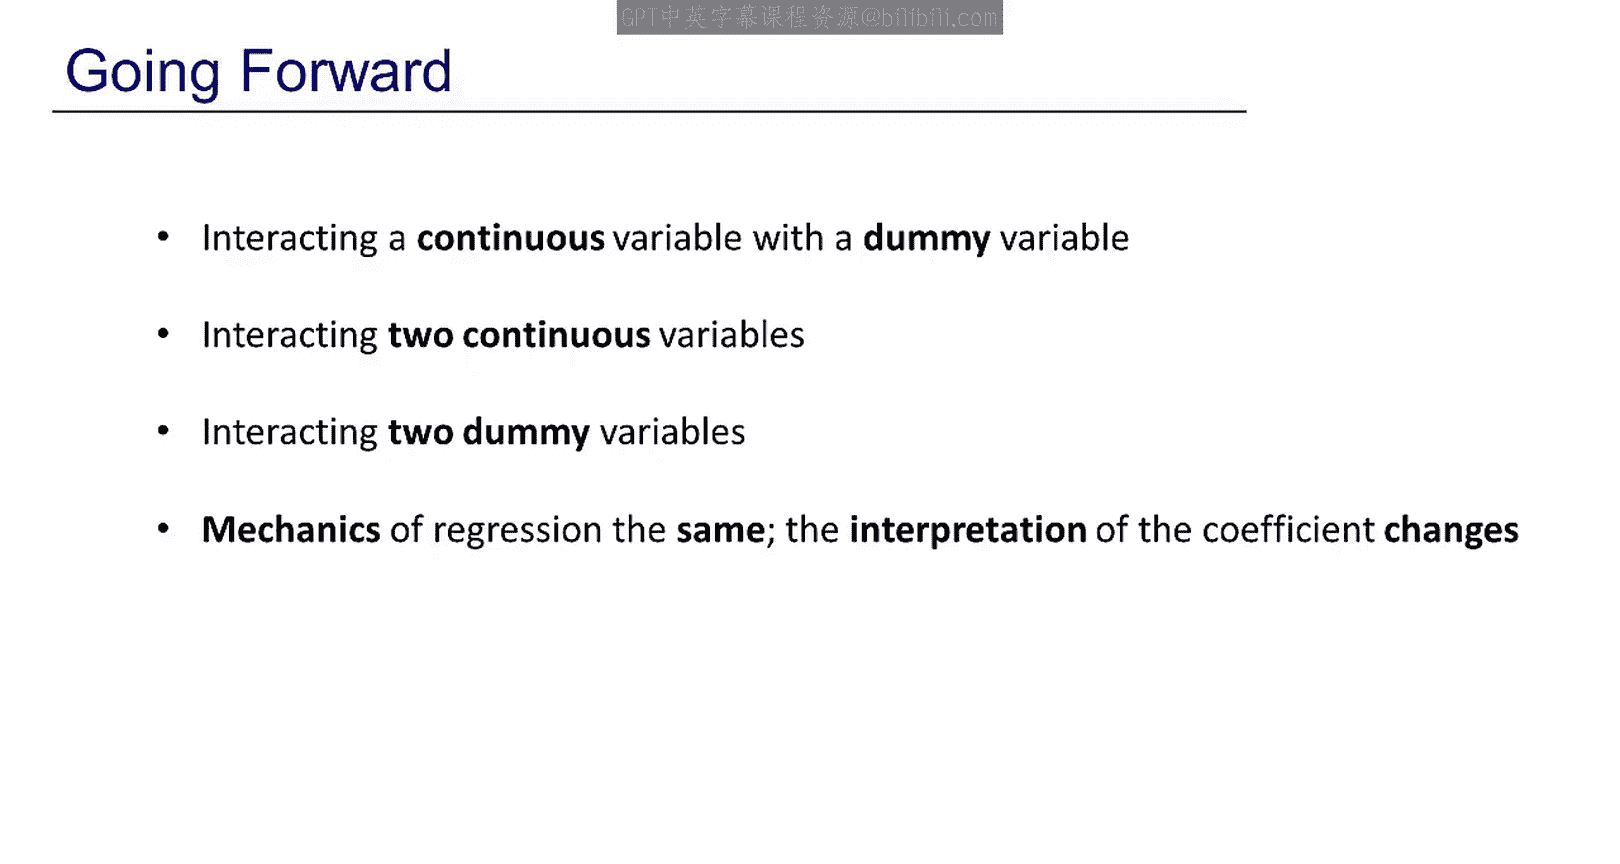 GPT中英字幕课程资源@bilibili.com
Going Forward
• Interacting a continuous variable with a dummy variable
• Interacting two continuous variables
• Interacting two dummy variables
• Mechanics of regression the same; the interpretation of the coefficient changes